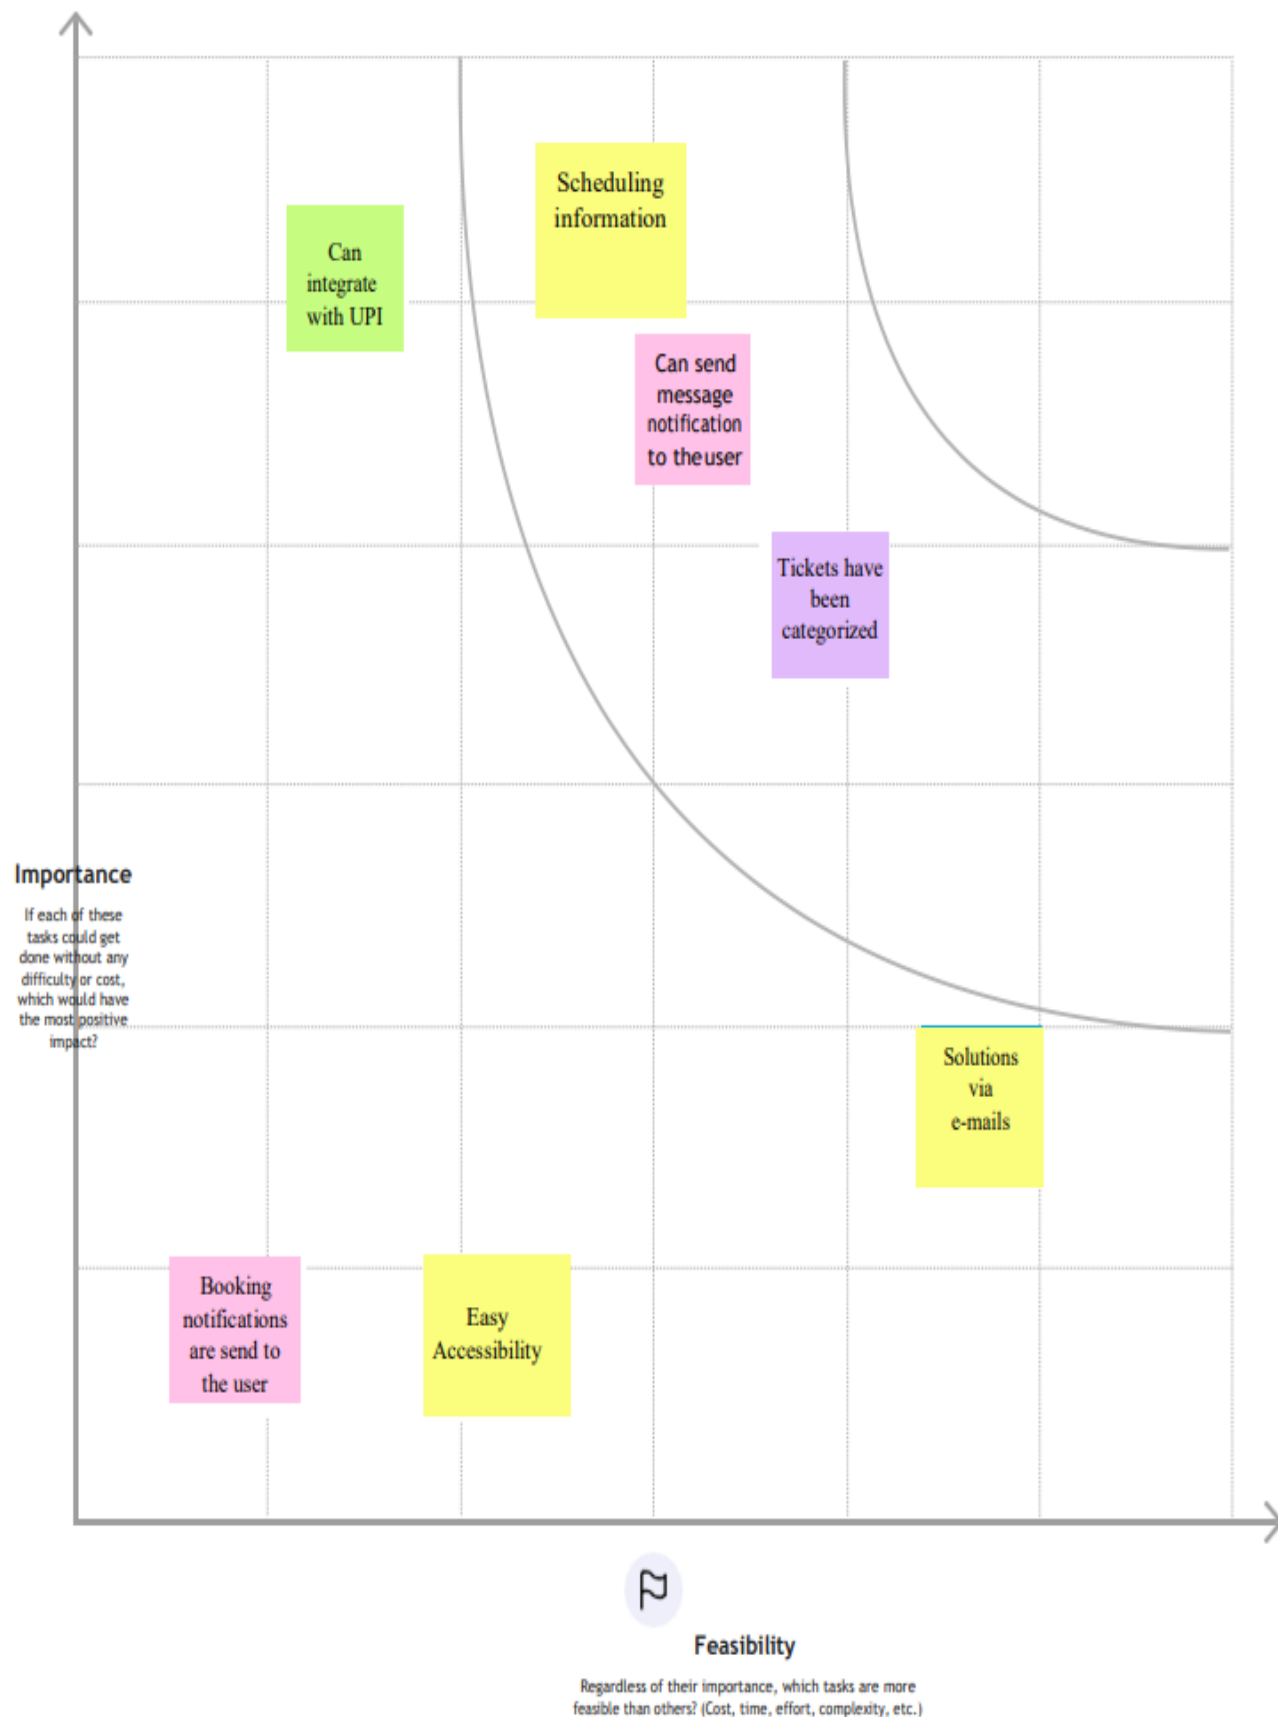 Scheduling
information
Can
integrate
with UPI
Can send
message
notification
to theuser
Tickets have
been
categorized
Importance
If each of these
tasks could get
done without any
difficulty or cost,
which would have
the most positive
impact?
Solutions
via
e-mails
Booking
notifications
are send to
the user
Easy
Accessibility
Feasibility
Regardless of their importance, which tasks are more
feasible than others? (Cost, time, effort, complexity, etc.)